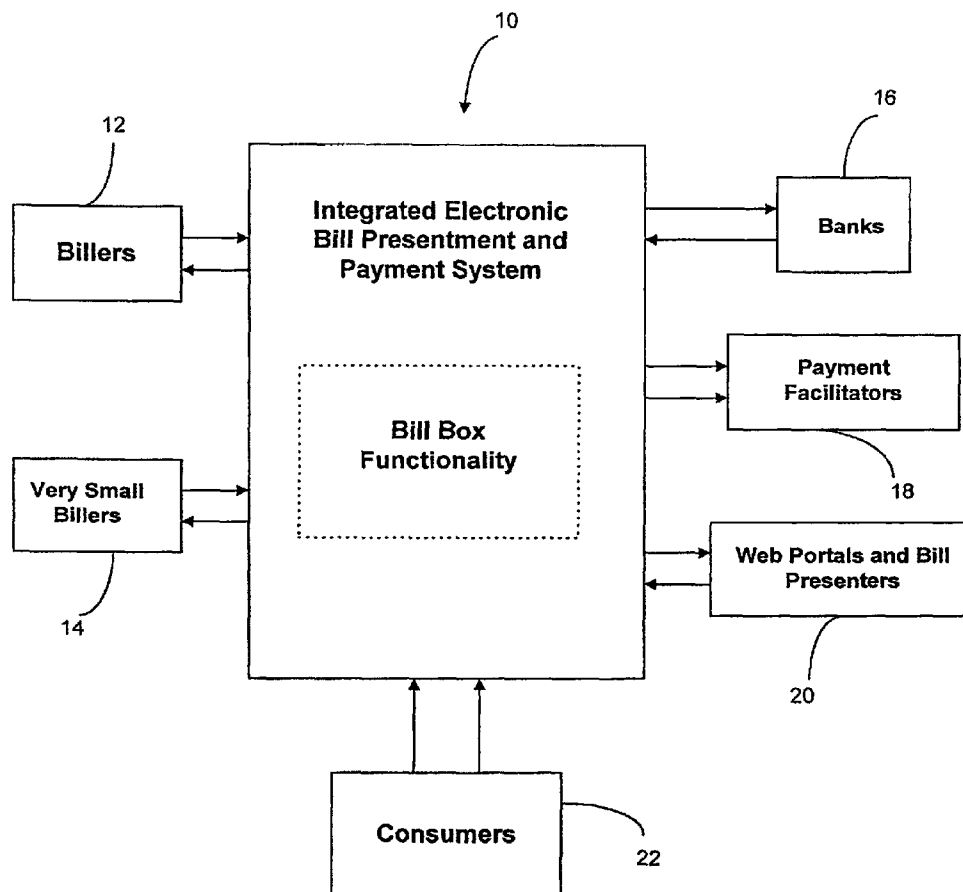 10
12
16
Integrated Electronic
Bill Presentment and
Payment System
Billers
Banks
Payment
Facilitators
Bill Box
Functionality
Very Small
Billers
18
Web Portals and Bill
Presenters
14
20
Consumers
22